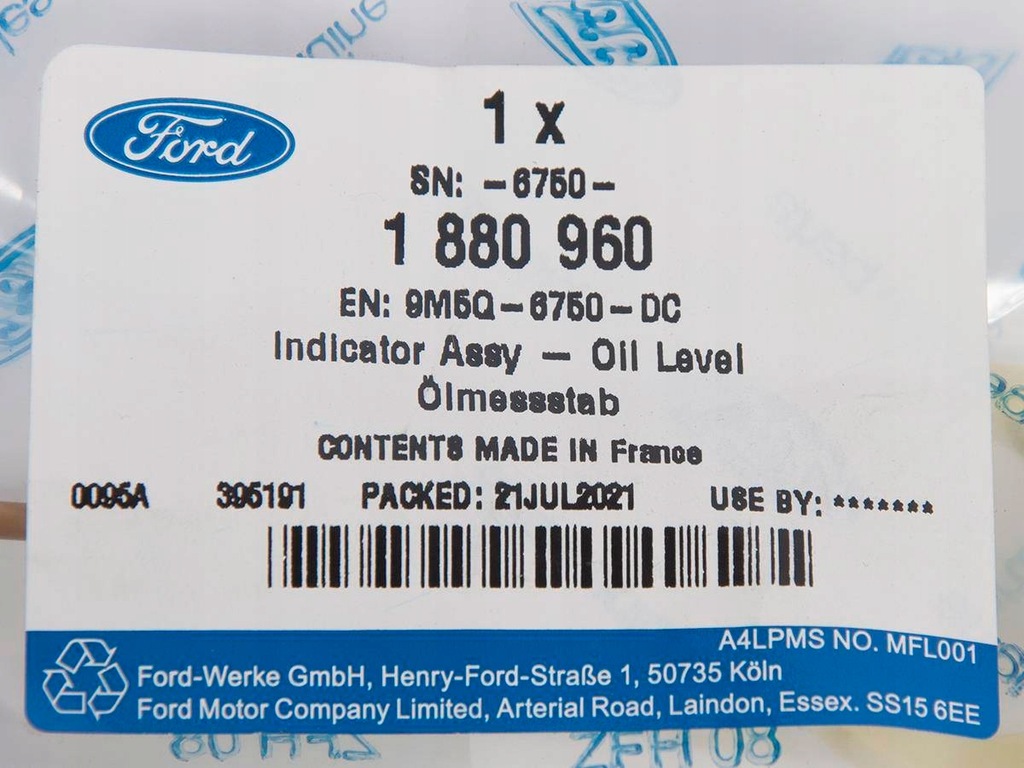 Ford
1 x
SN: -6750-
1 880 960
EN: 9M5Q-6750-DC
Indicator Assy - Oil Level
Ölmessstab
CONTENTS MADE IN France
0095A 395191 PACKED: 21JUL2021 USE BY: *******
A4LPMS NO. MFL001
Ford-Werke GmbH, Henry-Ford-Straße 1, 50735 Köln
Ford Motor Company Limited, Arterial Road, Laindon, Essex. SS15 6EE